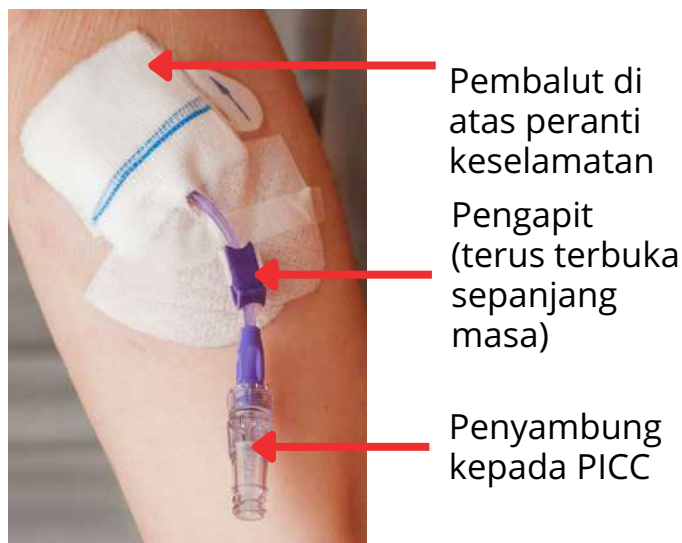 Pembalut di
atas peranti
keselamatan
Pengapit
(terus terbuka
sepanjang
masa)
Penyambung
kepada PICC